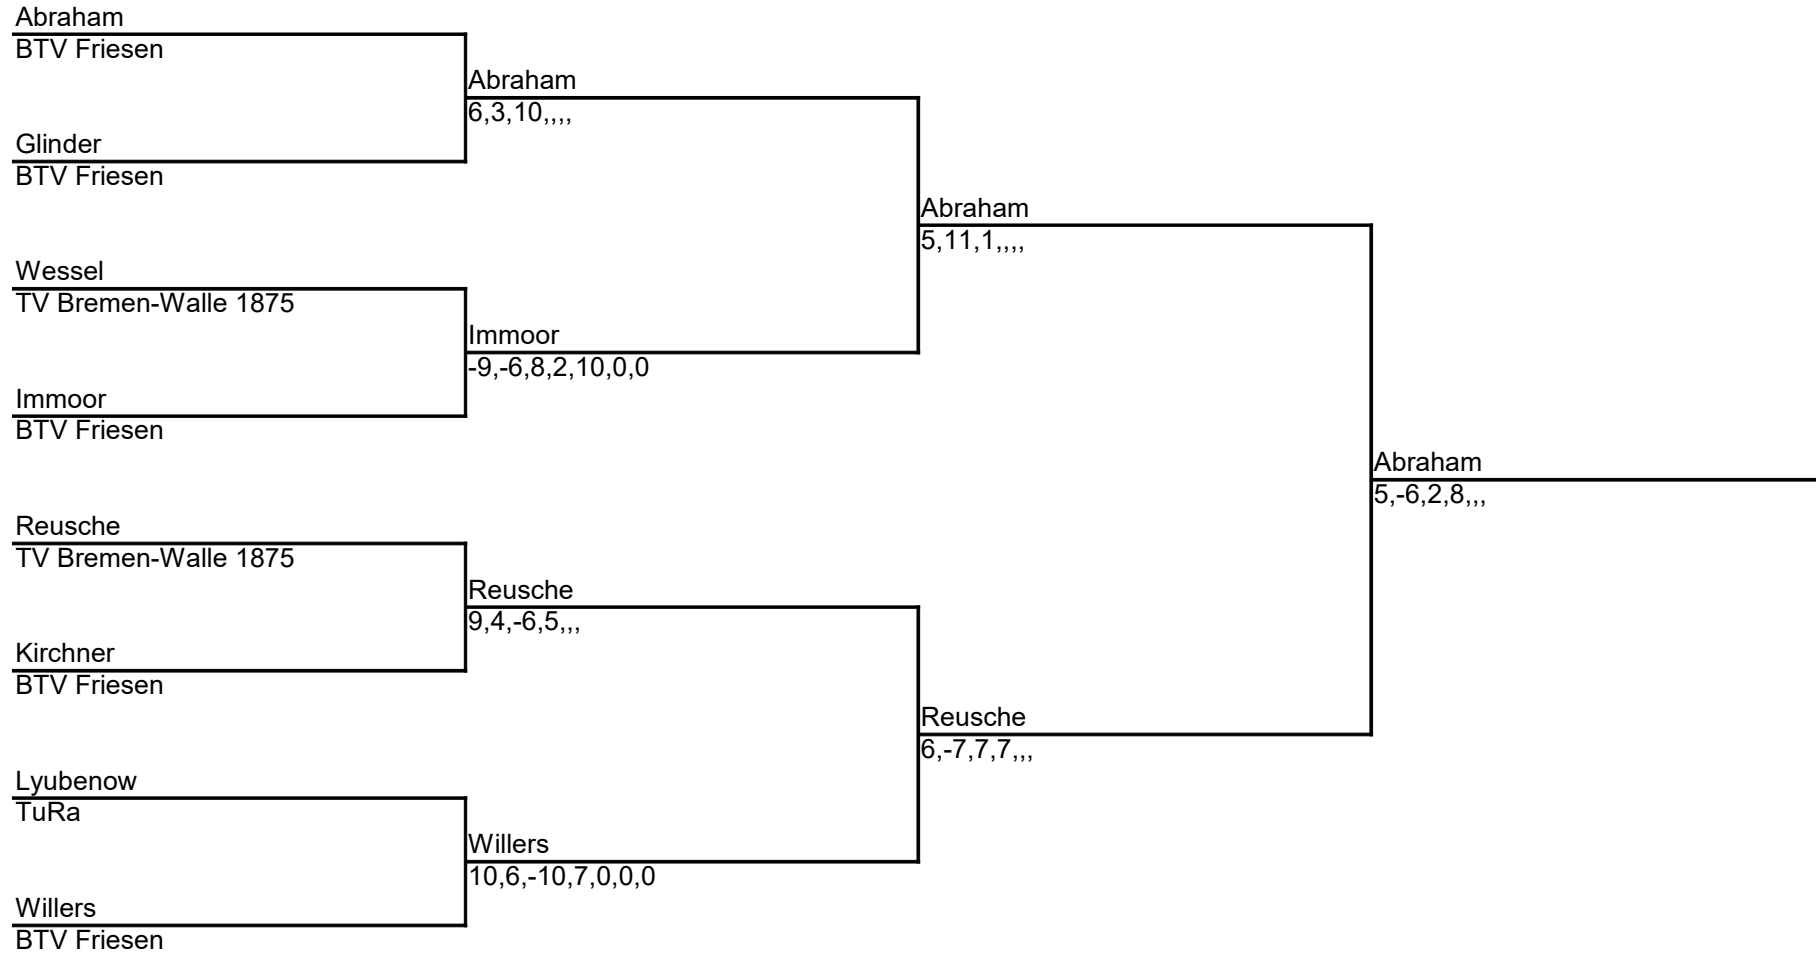 Abraham
BTV Friesen
Abraham
6,3,10,,,,
Glinder
BTV Friesen
Abraham
5,11,1,,,,
Wessel
TV Bremen-Walle 1875
Immoor
-9,-6,8,2,10,0,0
Immoor
BTV Friesen
Abraham
5,-6,2,8,,,
Reusche
TV Bremen-Walle 1875
Reusche
9,4,-6,5,,,
Kirchner
BTV Friesen
Reusche
6,-7,7,7,,,
Lyubenow
TuRa
Willers
10,6,-10,7,0,0,0
Willers
BTV Friesen